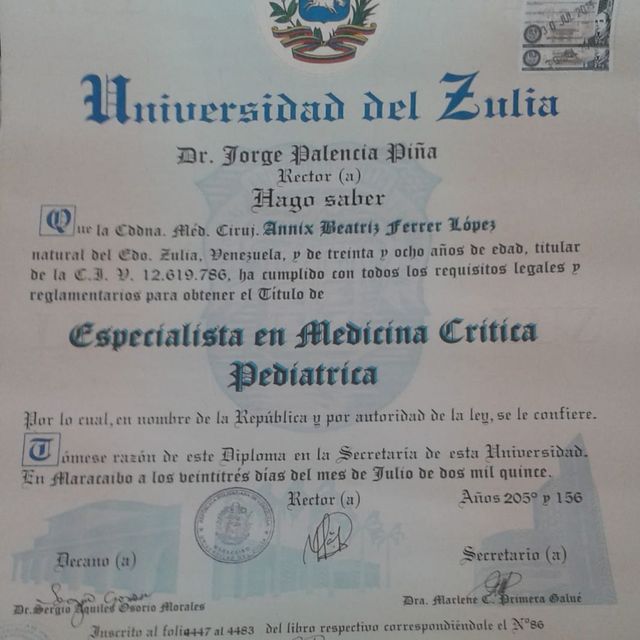 Universidad del Zulia
Dr. Jorge Palencia Piña
Rector (a)
Hago saber
Que la Cddna. Méd. Ciruj. Annix Beatriz Ferrer López
natural del Edo. Zulia, Venezuela, y de treinta y ocho años de edad, titular
de la C.I. V. 12.619.786, ha cumplido con todos los requisitos legales y
reglamentarios para obtener el Título de
Especialista en Medicina Critica
Pediatrica
Por lo cual, en nombre de la República y por autoridad de la ley, se le confiere.
Tómese razón de este Diploma en la Secretaría de esta Universidad.
En Maracaibo a los veintitrés días del mes de Julio de dos mil quince.
Rector (a)
Años 205º y 156
Decano (a)
Secretario (a)
Dr. Sergio Aquiles Osorio Morales
Dra. Marlene C. Primera Galué
Inscrito al folio 4447 al 4483 del libro respectivo correspondiéndole el Nº86